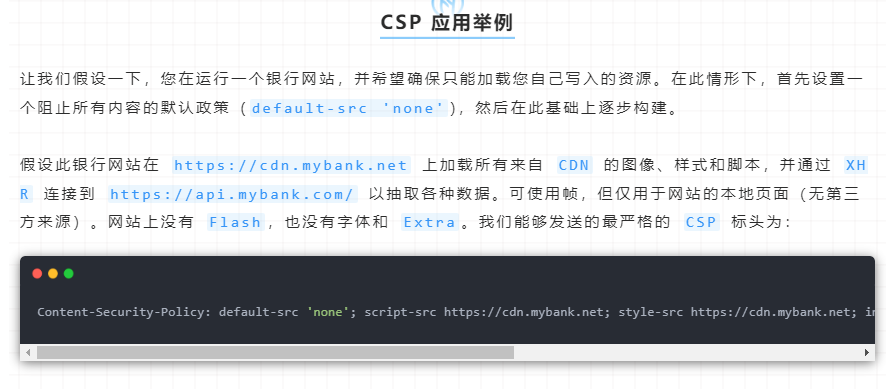 CSP 应用举例
让我们假设一下，您在运行一个银行网站，并希望确保只能加载您自己写入的资源。在此情形下，首先设置一
个阻止所有内容的默认政策（default-src 'none'），然后在此基础上逐步构建。
假设此银行网站在 https://cdn.mybank.net 上加载所有来自 CDN 的图像、样式和脚本，并通过 XH
R 连接到 https://api.mybank.com/ 以抽取各种数据。可使用帧，但仅用于网站的本地页面（无第三
方来源）。网站上没有 Flash，也没有字体和 Extra。我们能够发送的最严格的 CSP 标头为：
Content-Security-Policy: default-src 'none'; script-src https://cdn.mybank.net; style-src https://cdn.mybank.net;